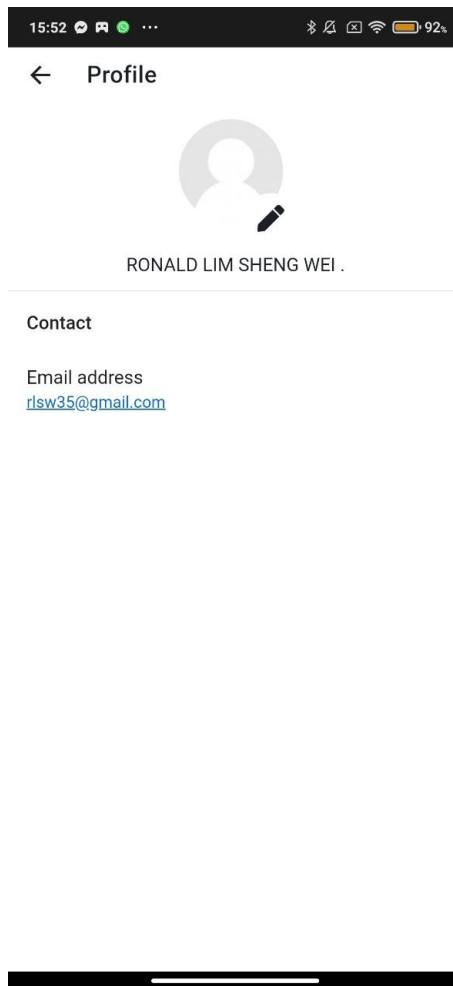 15:52 ... 92%
Profile
RONALD LIM SHENG WEI .
Contact
Email address
rlsw35@gmail.com